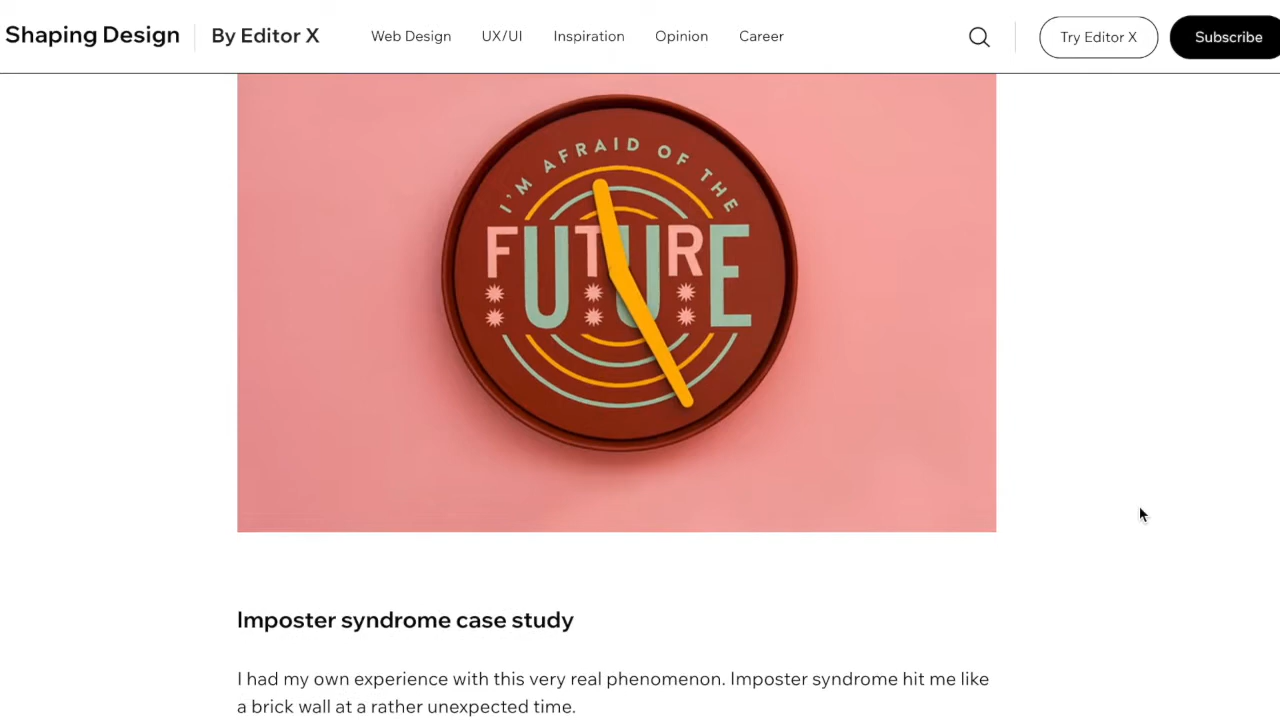 Shaping Design
By Editor X
Web Design
UX/UI
Inspiration
Opinion
Career
Try Editor X
Subscribe
I'M AFRAID OF THE
FUTURE
Imposter syndrome case study
I had my own experience with this very real phenomenon. Imposter syndrome hit me like
a brick wall at a rather unexpected time.